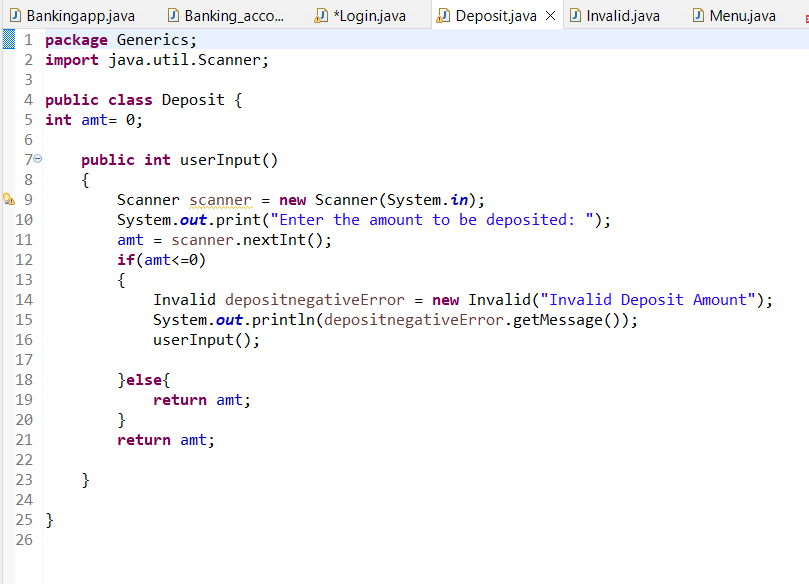 Bankingapp.java Banking_acco... *Login.java Deposit.java Invalid.java Menu.java
1 package Generics;
2 import java.util.Scanner;
3
4 public class Deposit {
5 int amt= 0;
6
7 public int userInput()
8 {
9 Scanner scanner = new Scanner(System.in);
10 System.out.print("Enter the amount to be deposited: ");
11 amt = scanner.nextInt();
12 if(amt<=0)
13 {
14 Invalid depositnegativeError = new Invalid("Invalid Deposit Amount");
15 System.out.println(depositnegativeError.getMessage());
16 userInput();
17
18 }else{
19 return amt;
20 }
21 return amt;
22
23 }
24
25 }
26